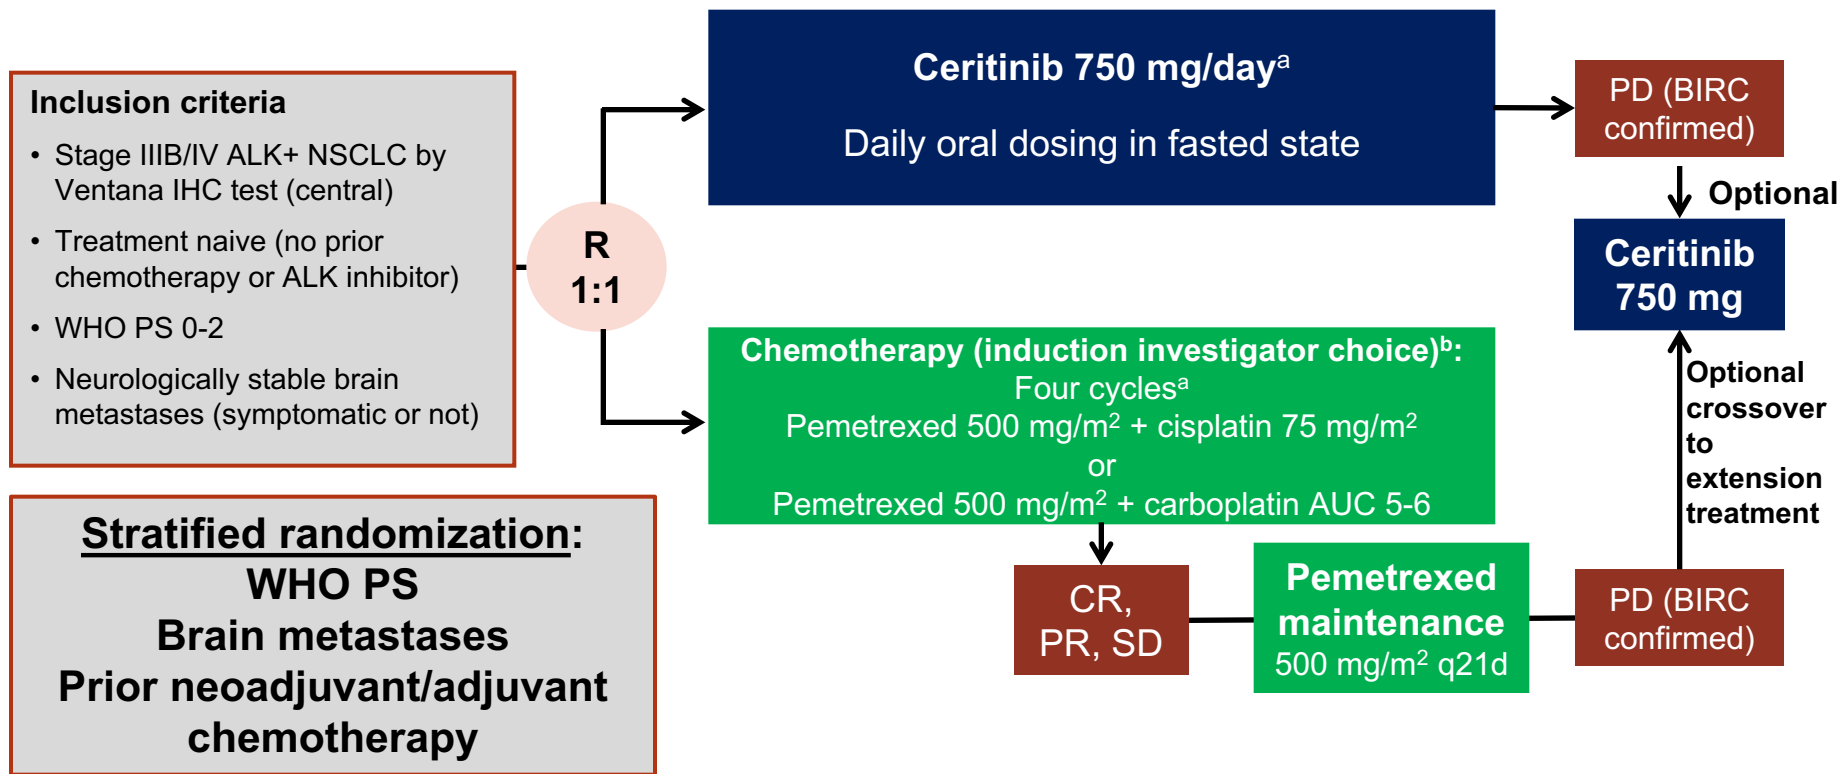 Inclusion criteria
• Stage IIIB/IV ALK+ NSCLC by
Ventana IHC test (central)
• Treatment naive (no prior
chemotherapy or ALK inhibitor)
• WHO PS 0-2
• Neurologically stable brain
metastases (symptomatic or not)
Stratified randomization:
WHO PS
Brain metastases
Prior neoadjuvant/adjuvant
chemotherapy
R
1:1
Ceritinib 750 mg/dayᵃ
Daily oral dosing in fasted state
PD (BIRC
confirmed)
Optional
Ceritinib
750 mg
Chemotherapy (induction investigator choice)ᵇ:
Four cyclesᵃ
Pemetrexed 500 mg/m² + cisplatin 75 mg/m²
or
Pemetrexed 500 mg/m² + carboplatin AUC 5-6
CR,
PR, SD
Pemetrexed
maintenance
500 mg/m² q21d
PD (BIRC
confirmed)
Optional
crossover
to
extension
treatment